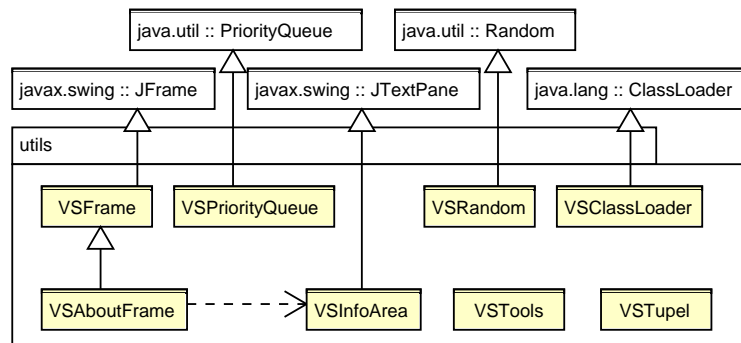 java.util :: PriorityQueue java.util :: Random
javax.swing :: JFrame javax.swing :: JTextPane java.lang :: ClassLoader
utils
VSFrame VSPriorityQueue VSRandom VSClassLoader
VSAboutFrame VSInfoArea VSTools VSTupel